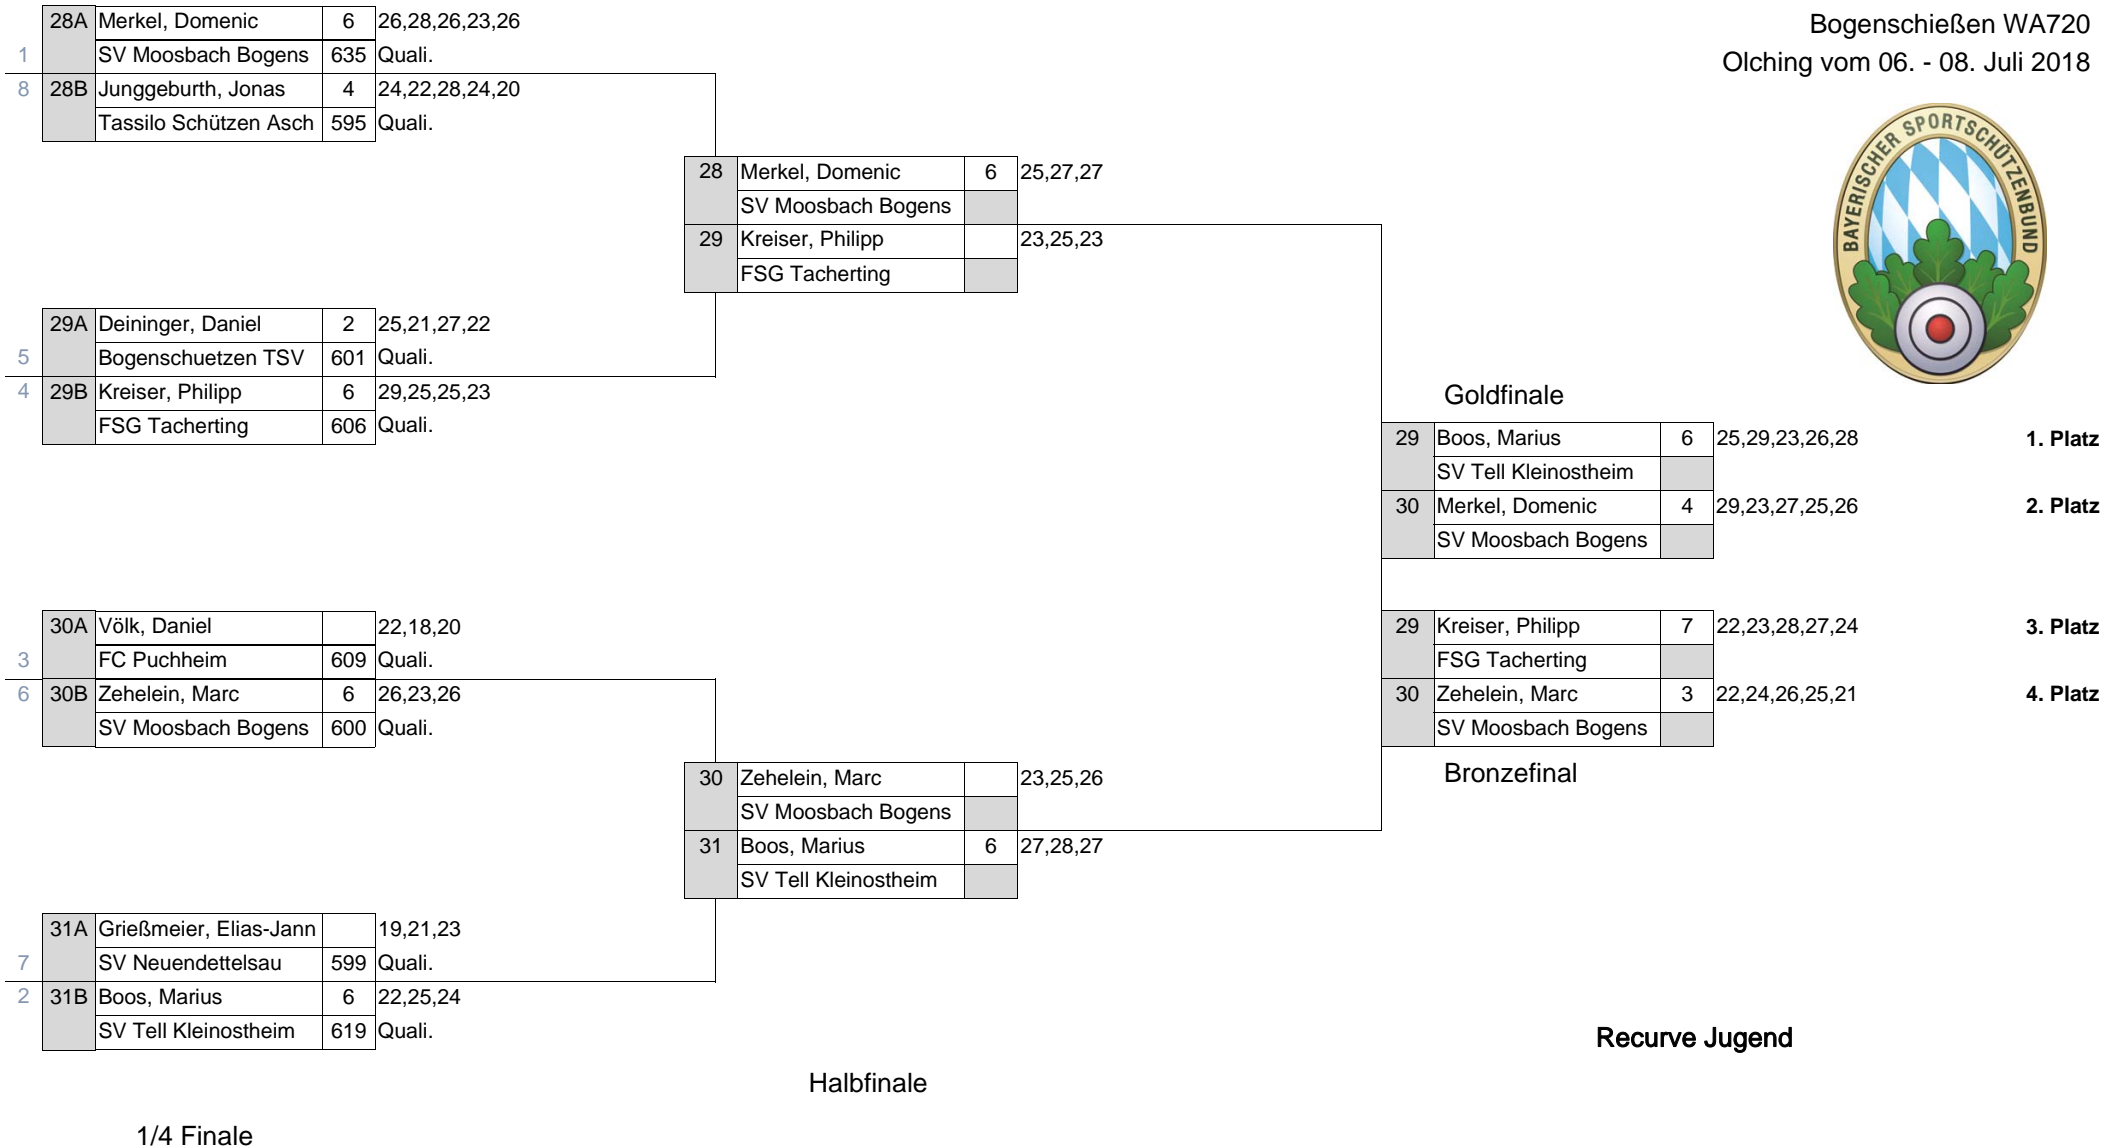 Bogenschießen WA720
Olching vom 06. - 08. Juli 2018
BAYERISCHER SPORTSCHÜTZENBUND
28A Merkel, Domenic 6 26,28,26,23,26
1 SV Moosbach Bogens 635 Quali.
8 28B Junggeburth, Jonas 4 24,22,28,24,20
Tassilo Schützen Asch 595 Quali.
28 Merkel, Domenic 6 25,27,27
SV Moosbach Bogens
29 Kreiser, Philipp 23,25,23
FSG Tacherting
29A Deininger, Daniel 2 25,21,27,22
5 Bogenschuetzen TSV 601 Quali.
4 29B Kreiser, Philipp 6 29,25,25,23
FSG Tacherting 606 Quali.
Goldfinale
29 Boos, Marius 6 25,29,23,26,28 1. Platz
SV Tell Kleinostheim
30 Merkel, Domenic 4 29,23,27,25,26 2. Platz
SV Moosbach Bogens
30A Völk, Daniel 22,18,20
3 FC Puchheim 609 Quali.
6 30B Zehelein, Marc 6 26,23,26
SV Moosbach Bogens 600 Quali.
29 Kreiser, Philipp 7 22,23,28,27,24 3. Platz
FSG Tacherting
30 Zehelein, Marc 3 22,24,26,25,21 4. Platz
SV Moosbach Bogens
Bronzefinal
30 Zehelein, Marc 23,25,26
SV Moosbach Bogens
31 Boos, Marius 6 27,28,27
SV Tell Kleinostheim
31A Grießmeier, Elias-Jann 19,21,23
7 SV Neuendettelsau 599 Quali.
2 31B Boos, Marius 6 22,25,24
SV Tell Kleinostheim 619 Quali.
Recurve Jugend
Halbfinale
1/4 Finale